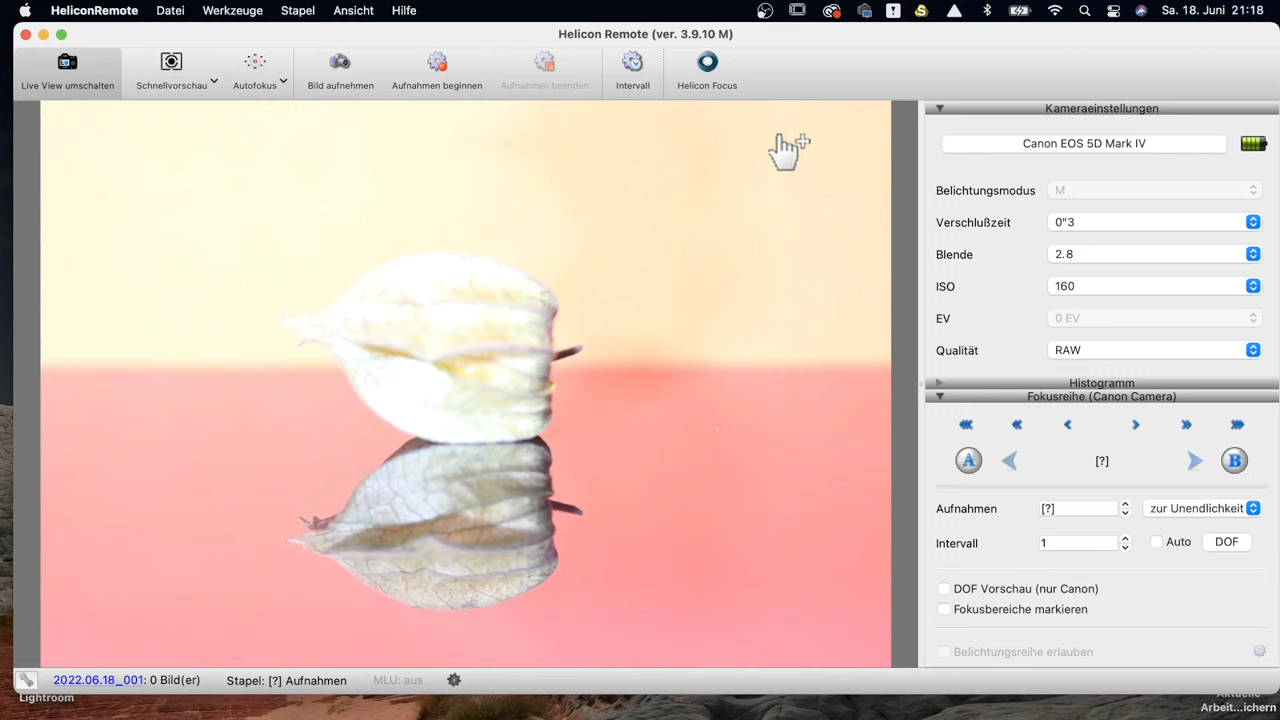 HeliconRemote Datei Werkzeuge Stapel Ansicht Hilfe Sa. 18. Juni 21:18
Helicon Remote (ver. 3.9.10 M)
Live View umschalten Schnellvorschau Autofokus Bild aufnehmen Aufnahmen beginnen Aufnahmen beenden Intervall Helicon Focus
Kameraeinstellungen
Canon EOS 5D Mark IV
Belichtungsmodus M
Verschlußzeit 0"3
Blende 2.8
ISO 160
EV 0 EV
Qualität RAW
Histogramm
Fokusreihe (Canon Camera)
A [?] B
Aufnahmen [?] zur Unendlichkeit
Intervall 1 Auto DOF
DOF Vorschau (nur Canon)
Fokusbereiche markieren
Belichtungsreihe erlauben
2022.06.18_001: 0 Bild(er) Stapel: [?] Aufnahmen MLU: aus
Lightroom
Aktuelle
Arbeit...ichern